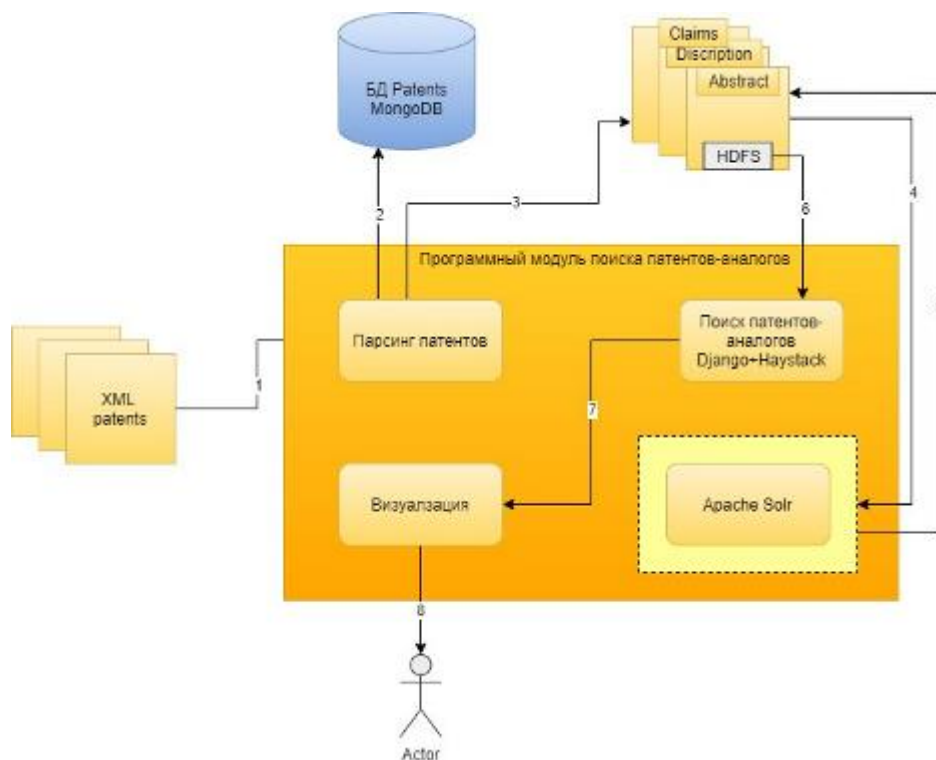 Claims
Discription
Abstract
HDFS
БД Patents
MongoDB
2
3
4
6
Программный модуль поиска патентов-аналогов
Парсинг патентов
Поиск патентов-
аналогов
Django+Haystack
XML
patents
1
7
Визуалзация
Apache Solr
8
Actor